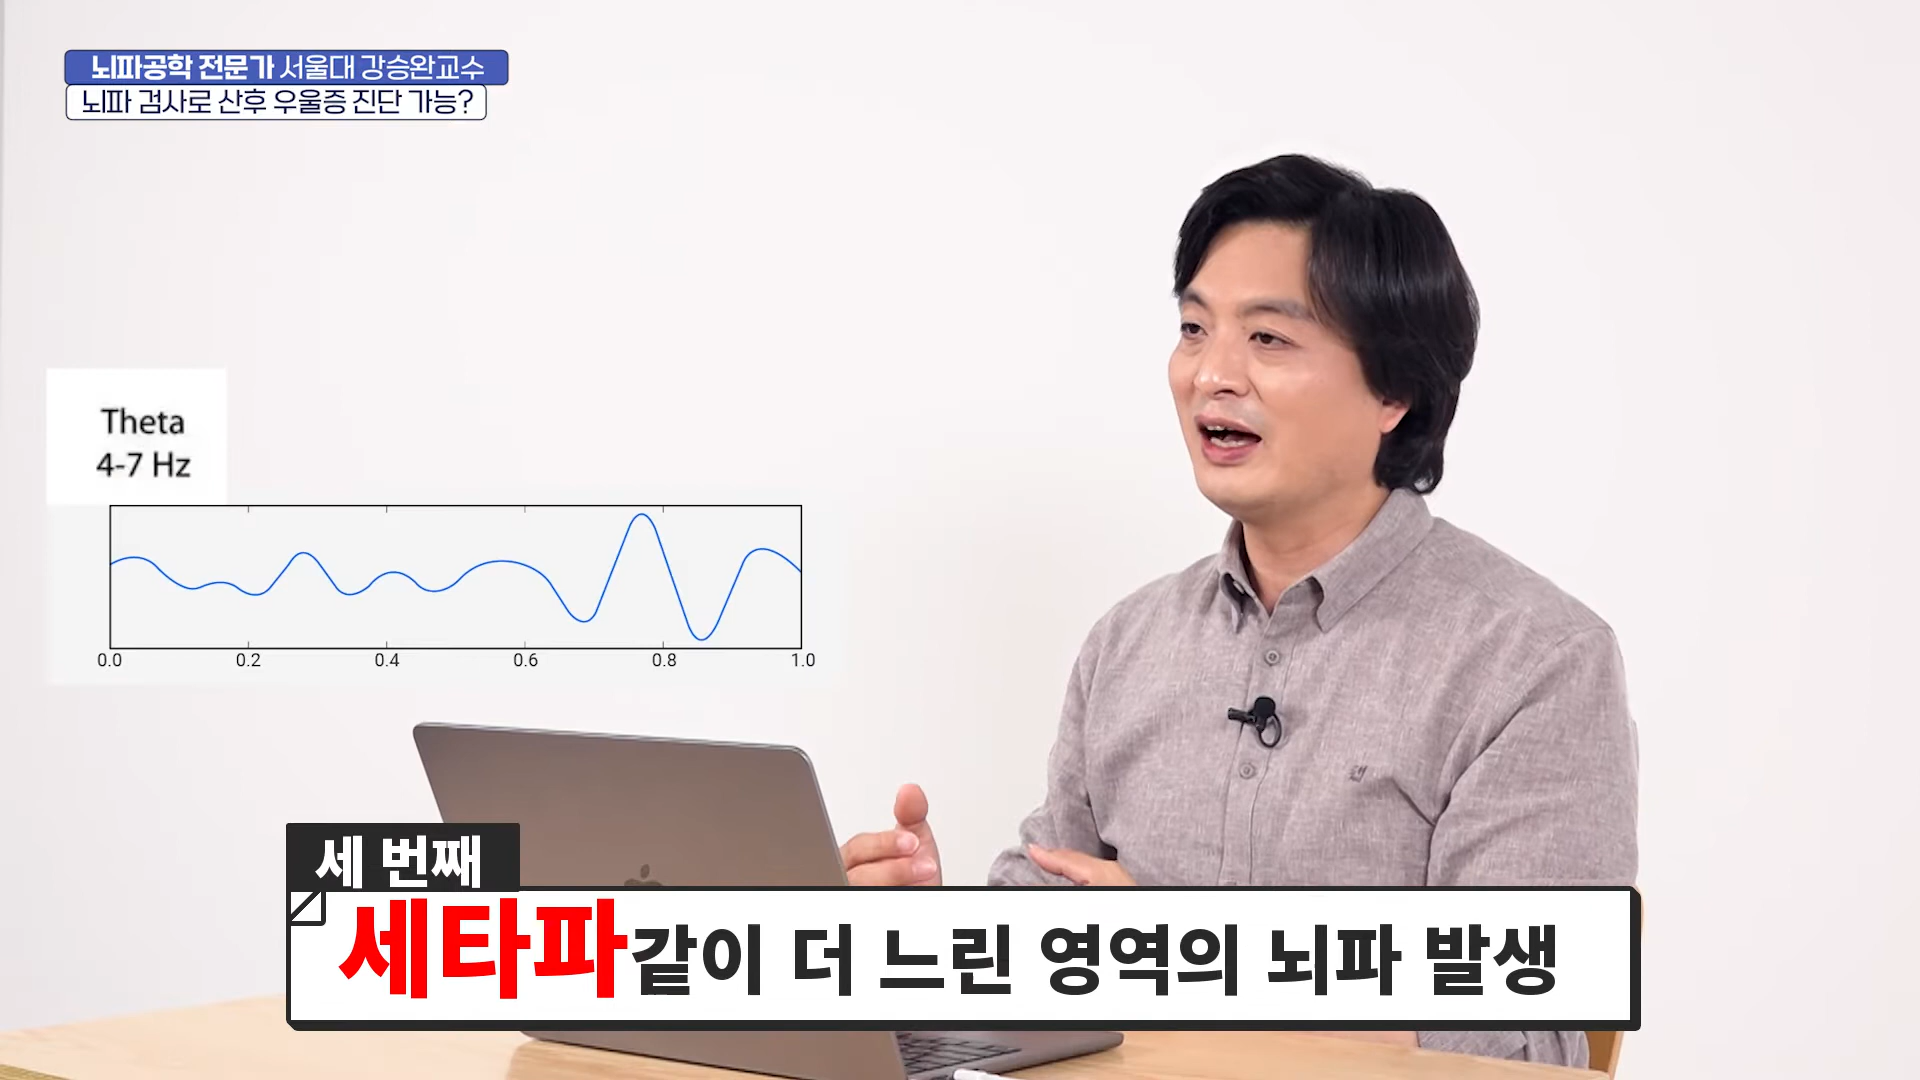 뇌파공학 전문가 서울대 강승완교수
뇌파 검사로 산후 우울증 진단 가능?
Theta
4-7 Hz
0.0 0.2 0.4 0.6 0.8 1.0
세 번째
세타파같이 더 느린 영역의 뇌파 발생